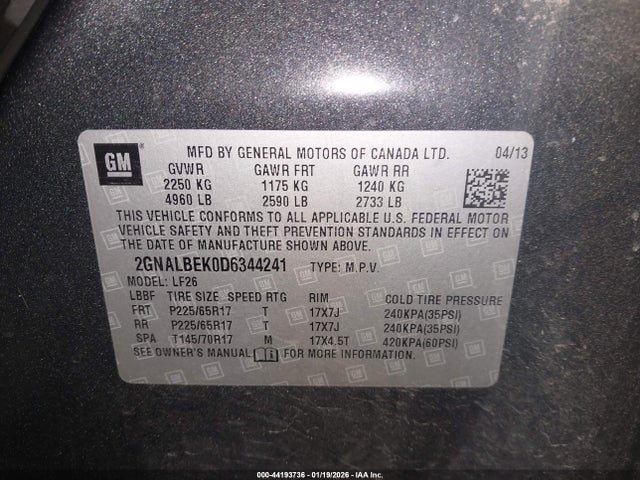 GM
MFD BY GENERAL MOTORS OF CANADA LTD. 04/13
GVWR GAWR FRT GAWR RR
2250 KG 1175 KG 1240 KG
4960 LB 2590 LB 2733 LB
THIS VEHICLE CONFORMS TO ALL APPLICABLE U.S. FEDERAL MOTOR
VEHICLE SAFETY AND THEFT PREVENTION STANDARDS IN EFFECT ON
THE DATE OF MANUFACTURE SHOWN ABOVE.
2GNALBEK0D6344241 TYPE: M.P.V.
MODEL: LF26
LBBF TIRE SIZE SPEED RTG RIM COLD TIRE PRESSURE
FRT P225/65R17 T 17X7J 240KPA(35PSI)
RR P225/65R17 T 17X7J 240KPA(35PSI)
SPA T145/70R17 M 17X4.5T 420KPA(60PSI)
SEE OWNER'S MANUAL FOR MORE INFORMATION.
000-44193736 - 01/19/2026 - IAA Inc.